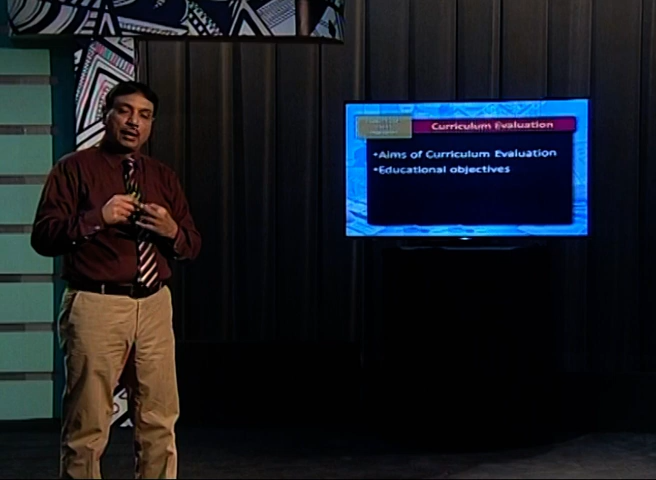 Curriculum Evaluation
•Aims of Curriculum Evaluation
•Educational objectives